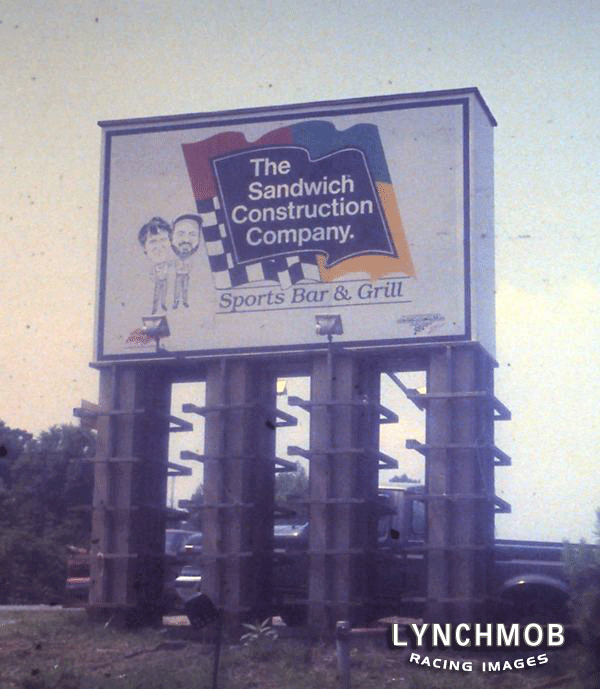 The
Sandwich
Construction
Company.
Sports Bar & Grill
LYNCHMOB
RACING IMAGES